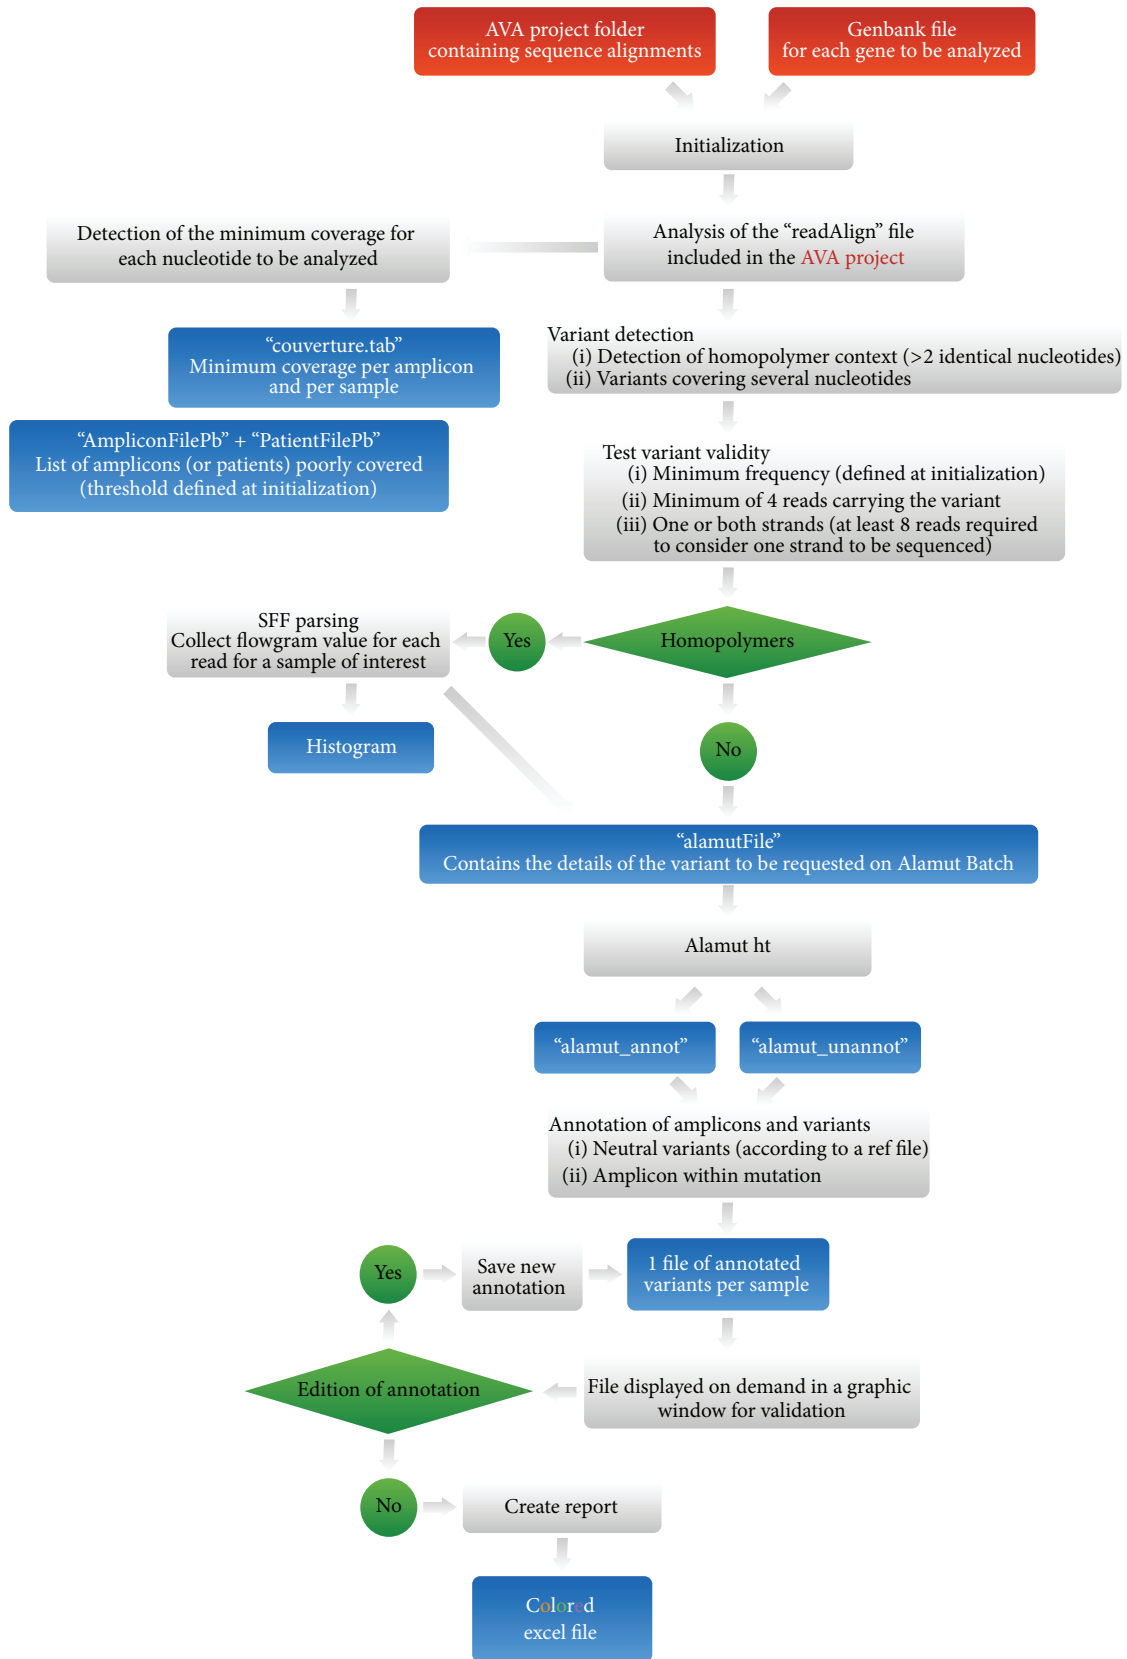 AVA project folder
containing sequence alignments
Genbank file
for each gene to be analyzed
Initialization
Analysis of the “readAlign” file
included in the AVA project
Detection of the minimum coverage for
each nucleotide to be analyzed
“couverture.tab”
Minimum coverage per amplicon
and per sample
“AmpliconFilePb” + “PatientFilePb”
List of amplicons (or patients) poorly covered
(threshold defined at initialization)
Variant detection
(i) Detection of homopolymer context (>2 identical nucleotides)
(ii) Variants covering several nucleotides
Test variant validity
(i) Minimum frequency (defined at initialization)
(ii) Minimum of 4 reads carrying the variant
(iii) One or both strands (at least 8 reads required
to consider one strand to be sequenced)
Homopolymers
Yes
SFF parsing
Collect flowgram value for each
read for a sample of interest
Histogram
No
“alamutFile”
Contains the details of the variant to be requested on Alamut Batch
Alamut ht
“alamut_annot”
“alamut_unannot”
Annotation of amplicons and variants
(i) Neutral variants (according to a ref file)
(ii) Amplicon within mutation
1 file of annotated
variants per sample
Save new
annotation
Yes
File displayed on demand in a graphic
window for validation
Edition of annotation
No
Create report
Colored
excel file